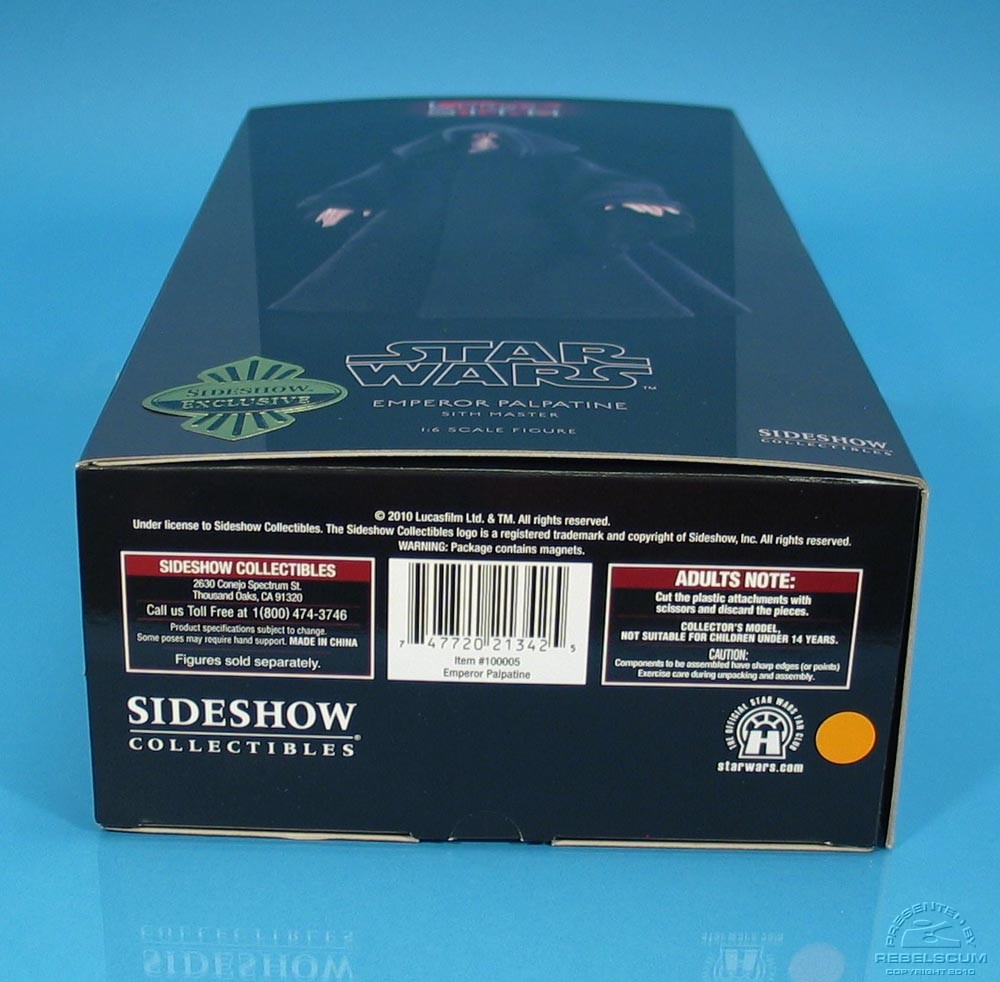 STAR
WARS
™
EMPEROR PALPATINE
SITH MASTER
1:6 SCALE FIGURE
SIDESHOW
EXCLUSIVE
SIDESHOW
COLLECTIBLES
© 2010 Lucasfilm Ltd. & TM. All rights reserved.
Under license to Sideshow Collectibles. The Sideshow Collectibles logo is a registered trademark and copyright of Sideshow, Inc. All rights reserved.
WARNING: Package contains magnets.
SIDESHOW COLLECTIBLES
2630 Conejo Spectrum St.
Thousand Oaks, CA 91320
Call us Toll Free at 1(800) 474-3746
Product specifications subject to change.
Some poses may require hand support. MADE IN CHINA
Figures sold separately.
7 47720 21342 5
Item #100005
Emperor Palpatine
ADULTS NOTE:
Cut the plastic attachments with
scissors and discard the pieces.
COLLECTOR'S MODEL,
NOT SUITABLE FOR CHILDREN UNDER 14 YEARS.
CAUTION:
Components to be assembled have sharp edges (or points)
Exercise care during unpacking and assembly.
SIDESHOW
COLLECTIBLES®
THE OFFICIAL STAR WARS FAN CLUB
starwars.com
PRESENTED BY
REBELSCUM
COPYRIGHT 2010